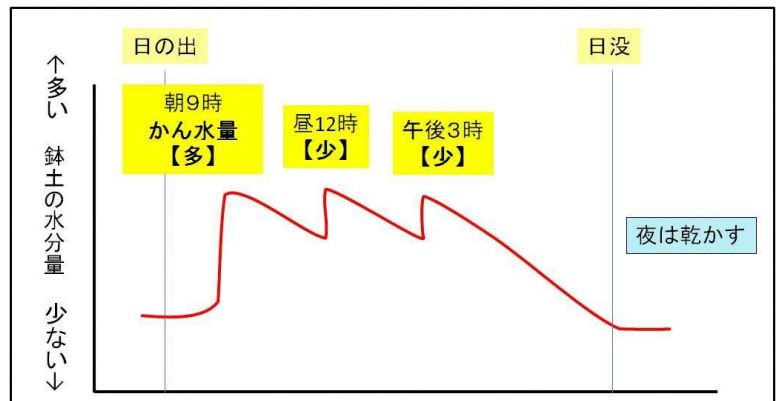 日の出
日没
朝9時
かん水量
【多】
昼12時
【少】
午後3時
【少】
夜は乾かす
↑多い 鉢土の水分量 少ない↓